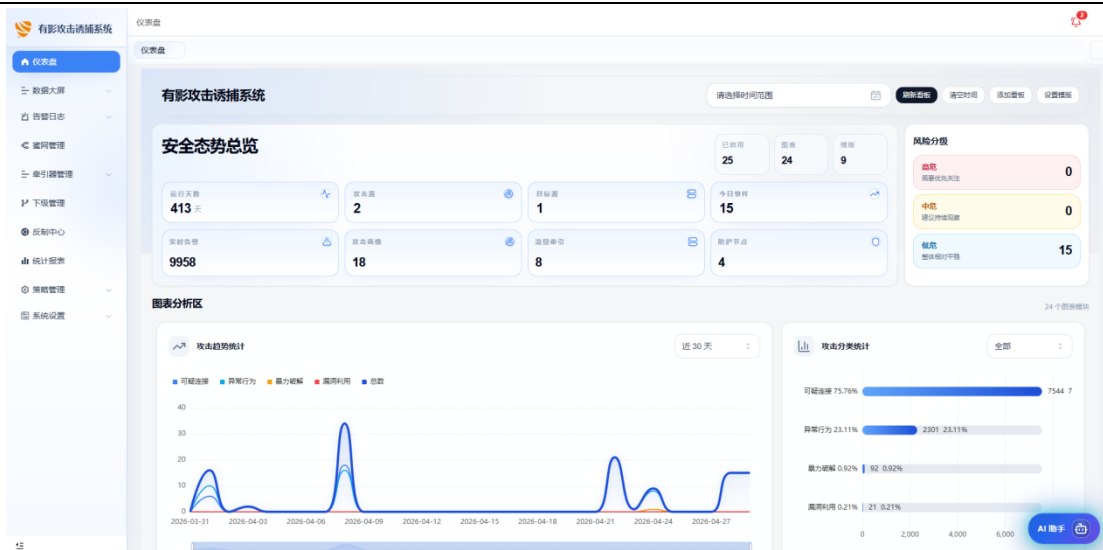 有影攻击诱捕系统
仪表盘
2
仪表盘
仪表盘
数据大屏
告警日志
蜜网管理
牵引器管理
下级管理
反制中心
统计报表
策略管理
系统设置
有影攻击诱捕系统
请选择时间范围
刷新看板
清空时间
添加看板
设置模版
安全态势总览
已启用
25
图表
24
模版
9
运行天数
413 天
攻击源
2
目标源
1
今日事件
15
实时告警
9958
攻击画像
18
流量牵引
8
防护节点
4
风险分级
高危
需要优先关注
0
中危
建议持续观察
0
低危
整体相对平稳
15
图表分析区
24 个图表模块
攻击趋势统计
近 30 天
可疑连接
异常行为
暴力破解
漏洞利用
总数
40
30
20
10
0
2026-03-31 2026-04-03 2026-04-06 2026-04-09 2026-04-12 2026-04-15 2026-04-18 2026-04-21 2026-04-24 2026-04-27
攻击分类统计
全部
可疑连接 75.76% 7544 7
异常行为 23.11% 2301 23.11%
暴力破解 0.92% 92 0.92%
漏洞利用 0.21% 21 0.21%
0 2,000 4,000 6,000
AI 助手